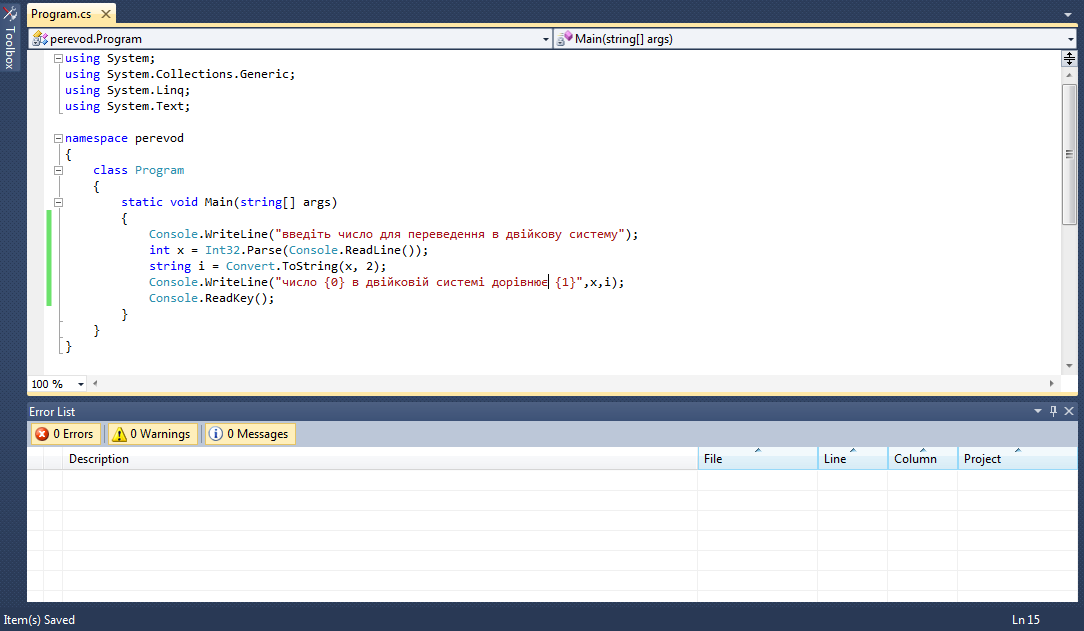 Program.cs
Toolbox
perevod.Program
Main(string[] args)
using System;
using System.Collections.Generic;
using System.Linq;
using System.Text;
namespace perevod
{
class Program
{
static void Main(string[] args)
{
Console.WriteLine("введіть число для переведення в двійкову систему");
int x = Int32.Parse(Console.ReadLine());
string i = Convert.ToString(x, 2);
Console.WriteLine("число {0} в двійковій системі дорівнює {1}",x,i);
Console.ReadKey();
}
}
}
100 %
Error List
0 Errors
0 Warnings
0 Messages
Description
File
Line
Column
Project
Item(s) Saved
Ln 15